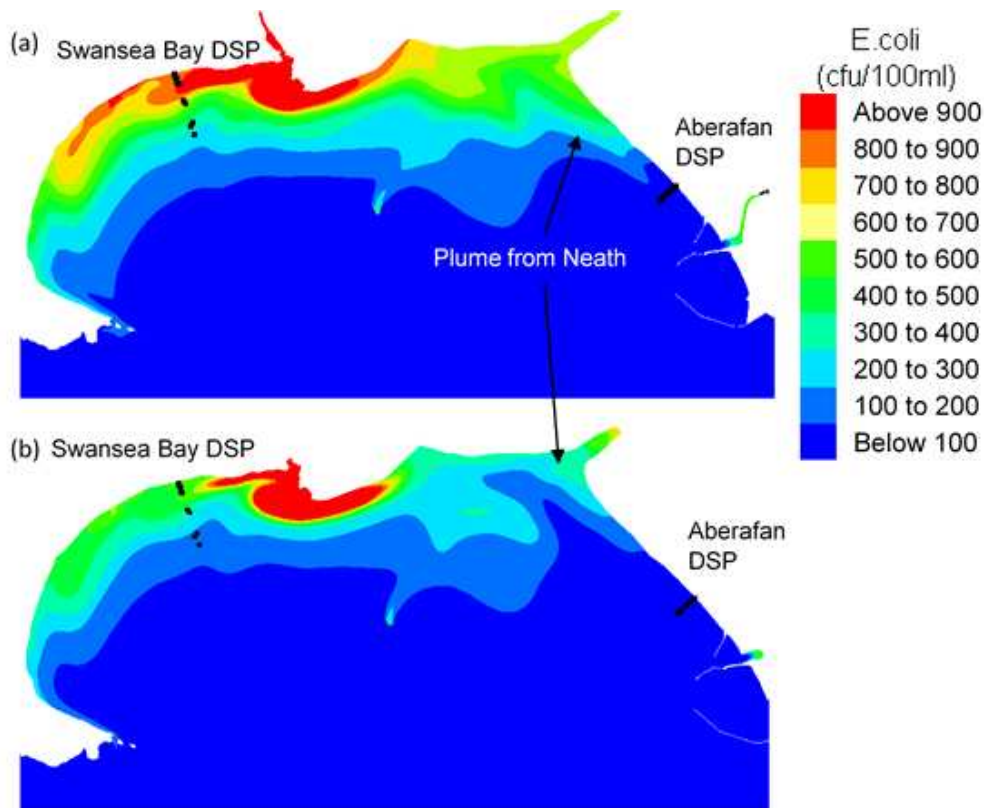 (a)
Swansea Bay DSP
Aberafan
DSP
Plume from Neath
(b) Swansea Bay DSP
Aberafan
DSP
E.coli
(cfu/100ml)
Above 900
800 to 900
700 to 800
600 to 700
500 to 600
400 to 500
300 to 400
200 to 300
100 to 200
Below 100